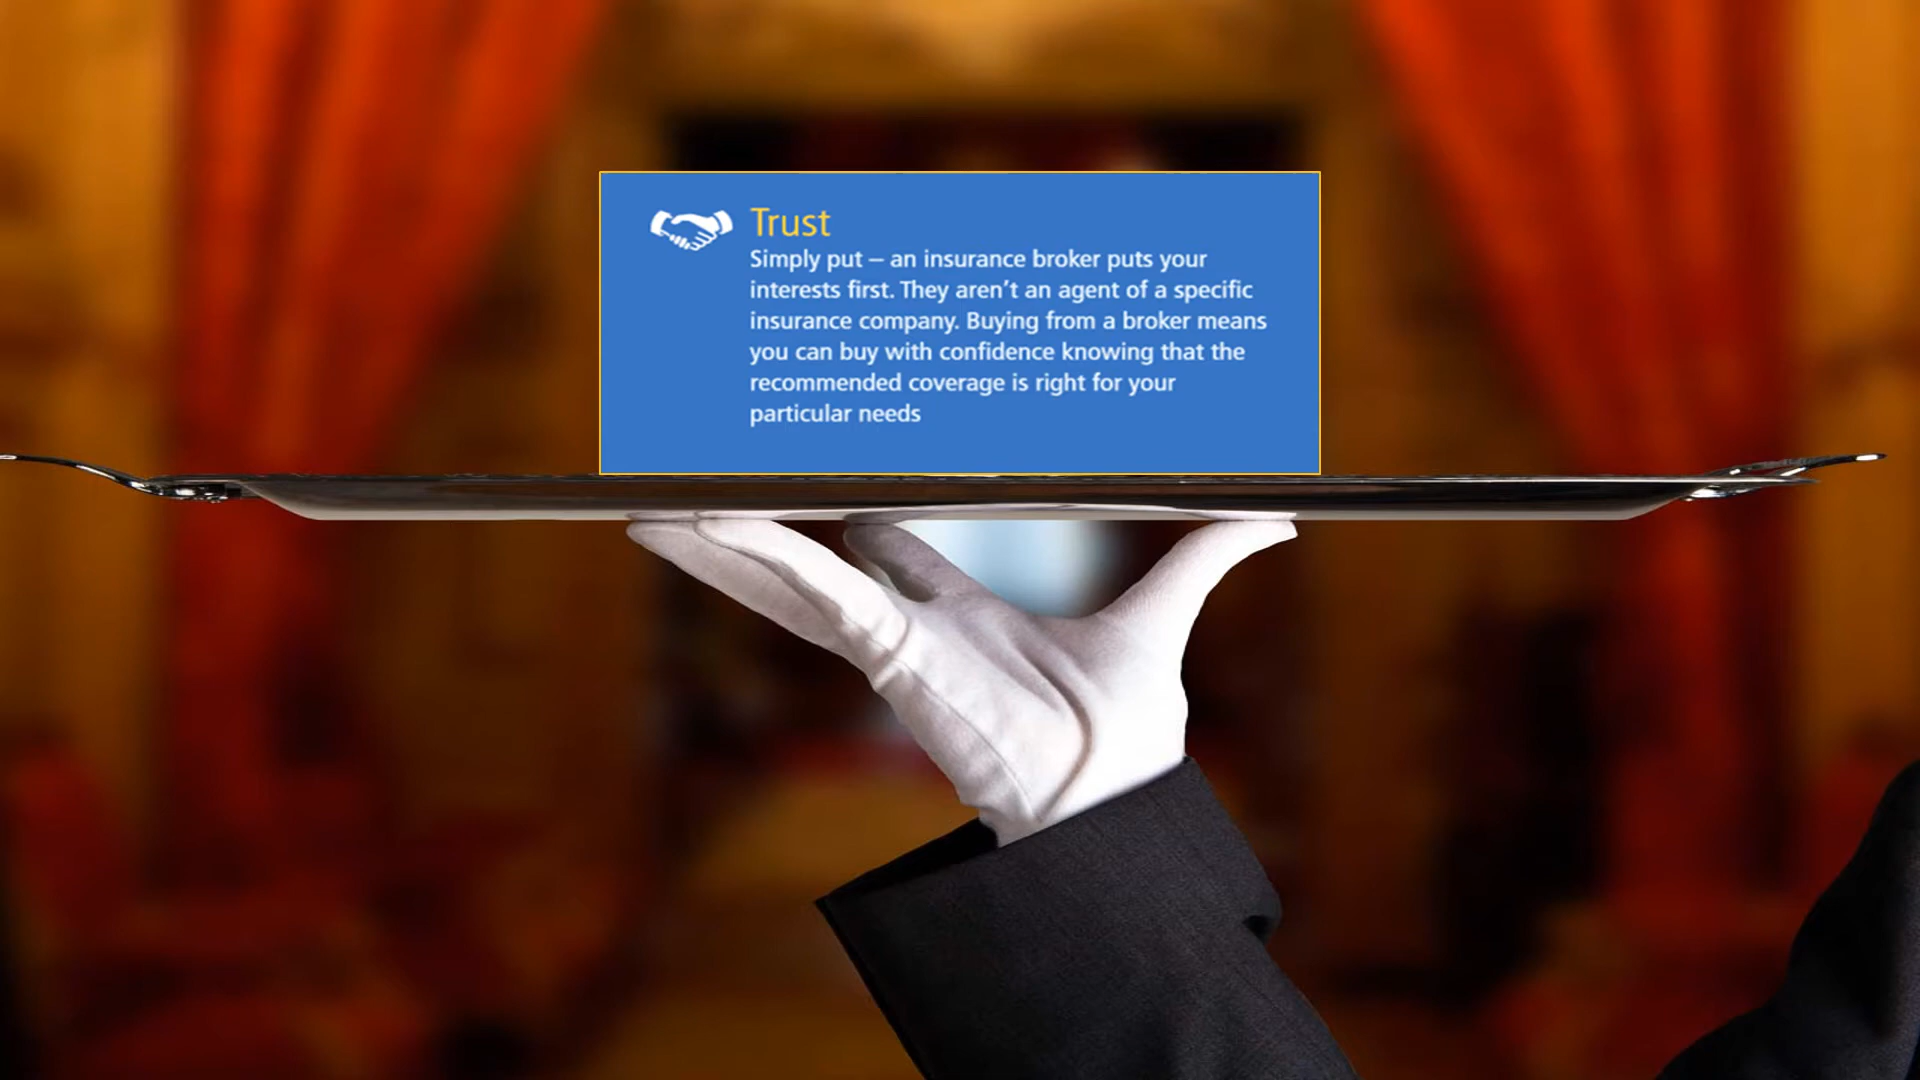 Trust
Simply put – an insurance broker puts your
interests first. They aren't an agent of a specific
insurance company. Buying from a broker means
you can buy with confidence knowing that the
recommended coverage is right for your
particular needs